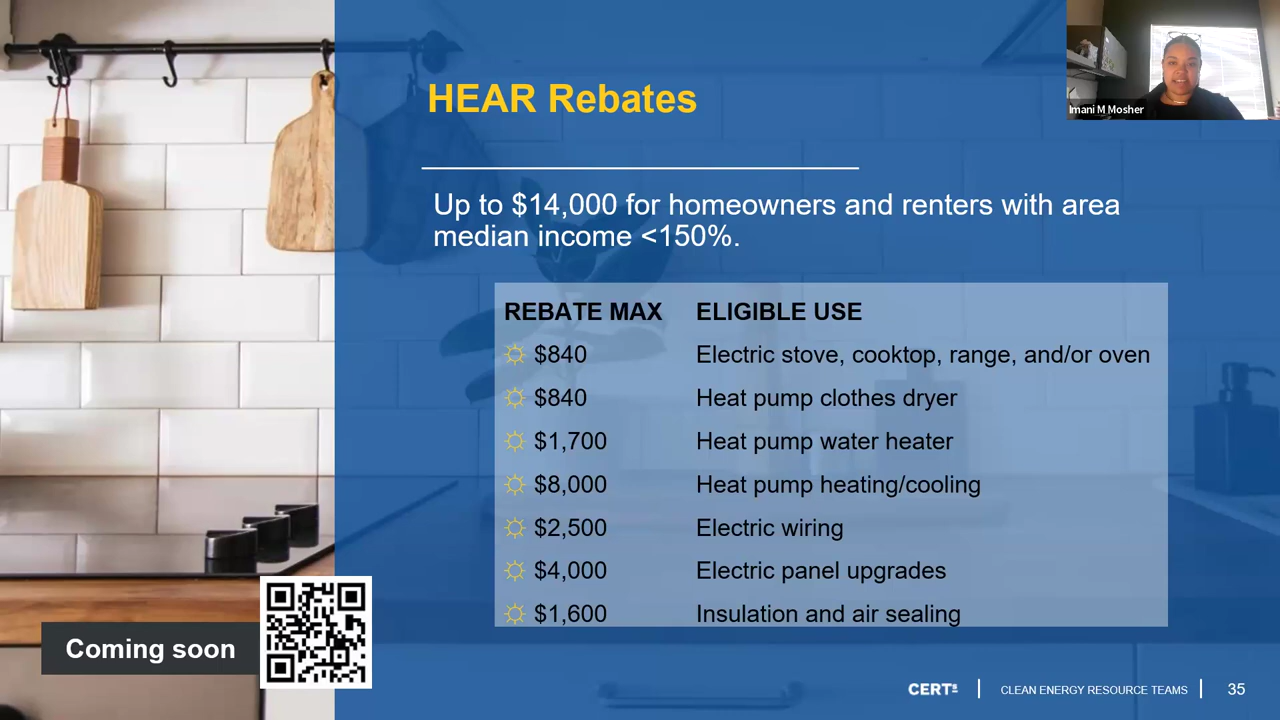 Imani M Mosher
HEAR Rebates
Up to $14,000 for homeowners and renters with area
median income <150%.
REBATE MAX ELIGIBLE USE
$840 Electric stove, cooktop, range, and/or oven
$840 Heat pump clothes dryer
$1,700 Heat pump water heater
$8,000 Heat pump heating/cooling
$2,500 Electric wiring
$4,000 Electric panel upgrades
$1,600 Insulation and air sealing
Coming soon
CERTs | CLEAN ENERGY RESOURCE TEAMS | 35